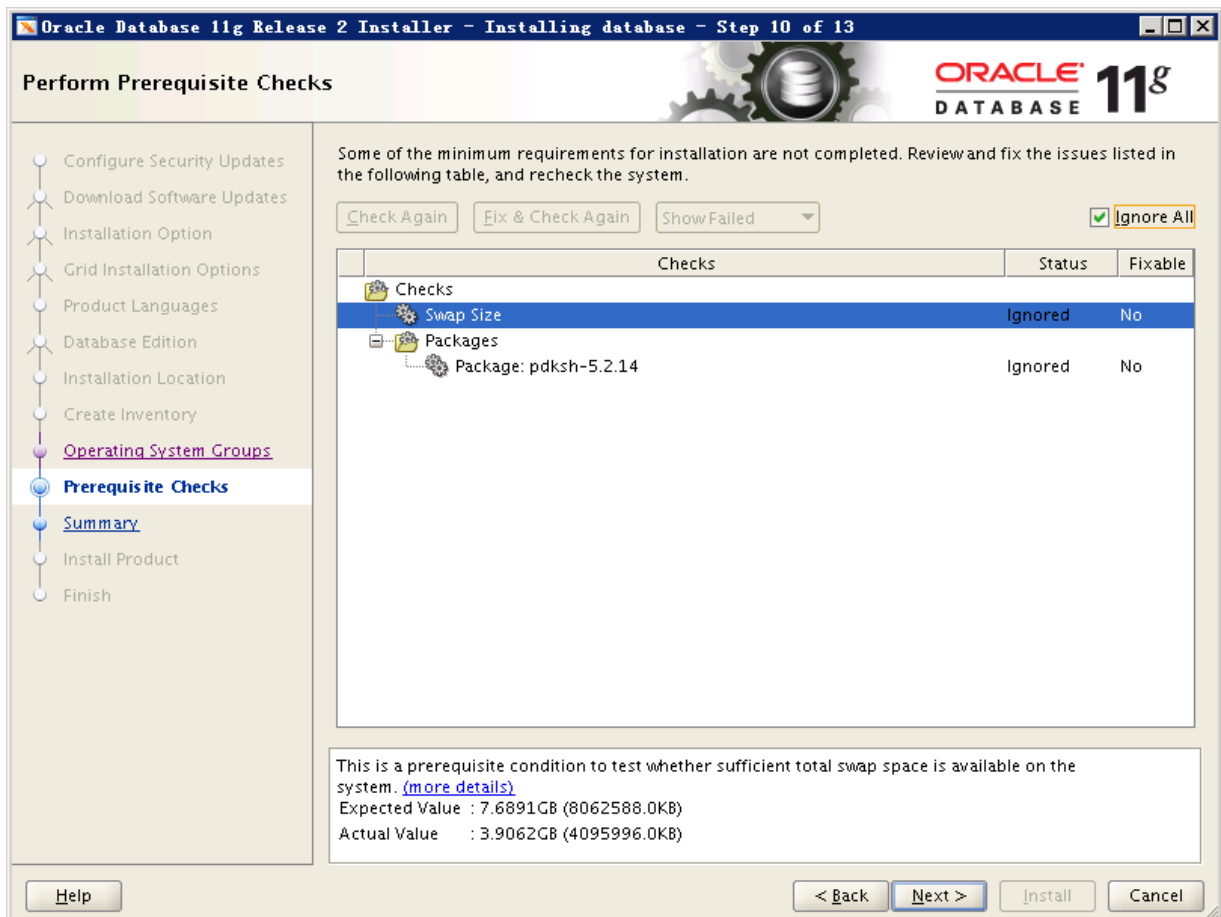 Oracle Database 11g Release 2 Installer - Installing database - Step 10 of 13
Perform Prerequisite Checks
ORACLE
DATABASE
11g
Configure Security Updates
Download Software Updates
Installation Option
Grid Installation Options
Product Languages
Database Edition
Installation Location
Create Inventory
Operating System Groups
Prerequisite Checks
Summary
Install Product
Finish
Some of the minimum requirements for installation are not completed. Review and fix the issues listed in
the following table, and recheck the system.
Check Again
Fix & Check Again
Show Failed
Ignore All
Checks Status Fixable
Checks
Swap Size Ignored No
Packages
Package: pdksh-5.2.14 Ignored No
This is a prerequisite condition to test whether sufficient total swap space is available on the
system. (more details)
Expected Value : 7.6891GB (8062588.0KB)
Actual Value : 3.9062GB (4095996.0KB)
Help
< Back
Next >
Install
Cancel